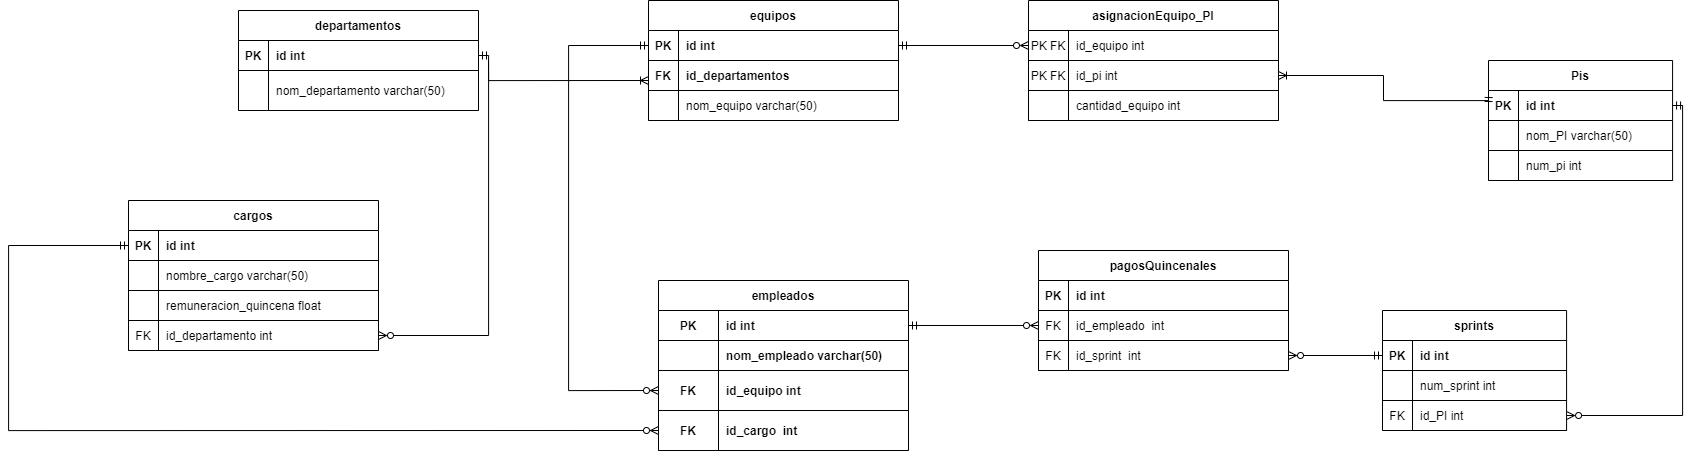 departamentos
PK id int
nom_departamento varchar(50)
equipos
PK id int
FK id_departamentos
nom_equipo varchar(50)
asignacionEquipo_PI
PK FK id_equipo int
PK FK id_pi int
cantidad_equipo int
Pis
PK id int
nom_PI varchar(50)
num_pi int
cargos
PK id int
nombre_cargo varchar(50)
remuneracion_quincena float
FK id_departamento int
empleados
PK id int
nom_empleado varchar(50)
FK id_equipo int
FK id_cargo int
pagosQuincenales
PK id int
FK id_empleado int
FK id_sprint int
sprints
PK id int
num_sprint int
FK id_PI int